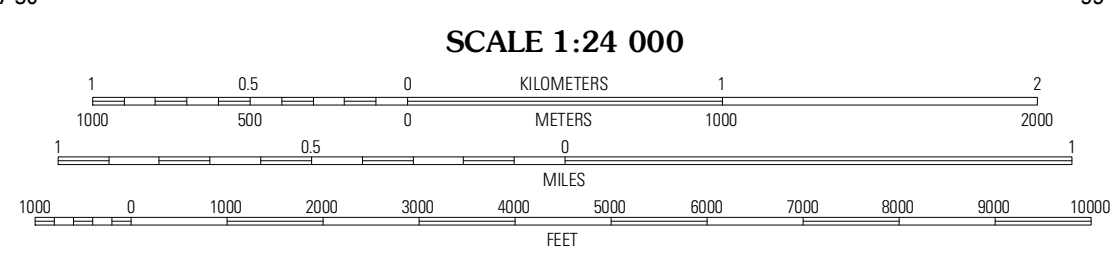 SCALE 1:24 000
1 0.5 0 KILOMETERS 1 2
1000 500 0 METERS 1000 2000
1 0.5 0 1
MILES
1000 0 1000 2000 3000 4000 5000 6000 7000 8000 9000 10000
FEET